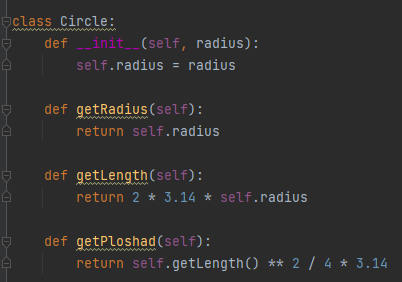 class Circle:
    def __init__(self, radius):
        self.radius = radius

    def getRadius(self):
        return self.radius

    def getLength(self):
        return 2 * 3.14 * self.radius

    def getPloshad(self):
        return self.getLength() ** 2 / 4 * 3.14